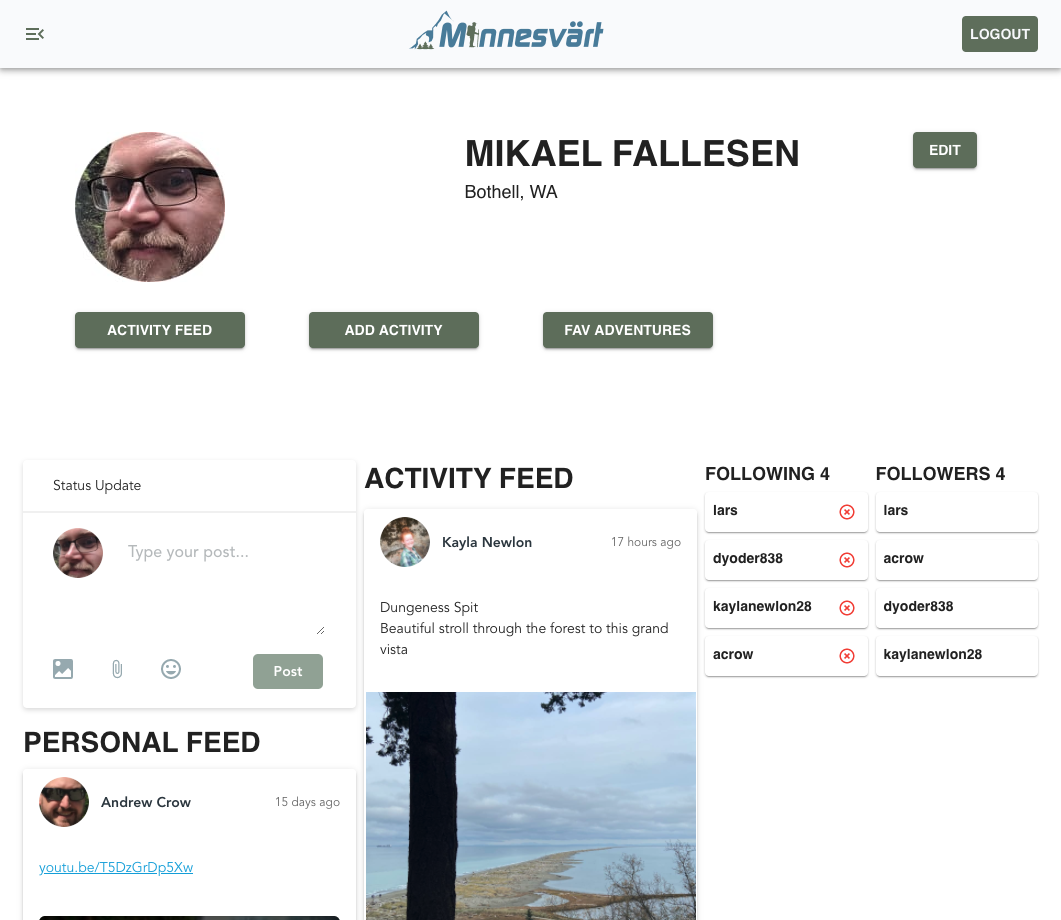 Minnesvärt
LOGOUT
MIKAEL FALLESEN
EDIT
Bothell, WA
ACTIVITY FEED
ADD ACTIVITY
FAV ADVENTURES
Status Update
Type your post...
Post
PERSONAL FEED
Andrew Crow
15 days ago
youtu.be/T5DzGrDp5Xw
ACTIVITY FEED
Kayla Newlon
17 hours ago
Dungeness Spit
Beautiful stroll through the forest to this grand
vista
FOLLOWING 4
lars
dyoder838
kaylanewlon28
acrow
FOLLOWERS 4
lars
acrow
dyoder838
kaylanewlon28